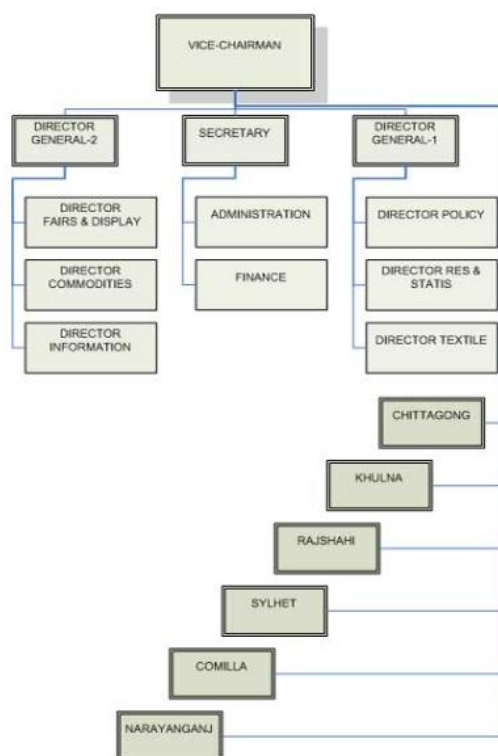 VICE-CHAIRMAN
DIRECTOR
GENERAL-2
SECRETARY
DIRECTOR
GENERAL-1
DIRECTOR
FAIRS & DISPLAY
ADMINISTRATION
DIRECTOR POLICY
DIRECTOR
COMMODITIES
FINANCE
DIRECTOR RES &
STATIS
DIRECTOR
INFORMATION
DIRECTOR TEXTILE
CHITTAGONG
KHULNA
RAJSHAHI
SYLHET
COMILLA
NARAYANGANJ